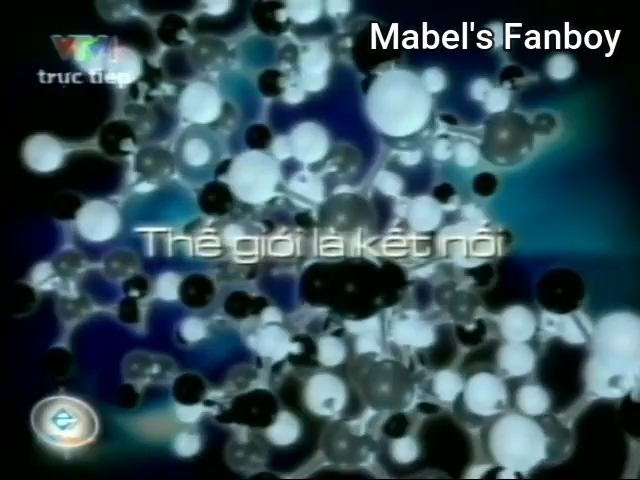 Mabel's Fanboy
VTV1
trực tiếp
Thế giới là kết nối